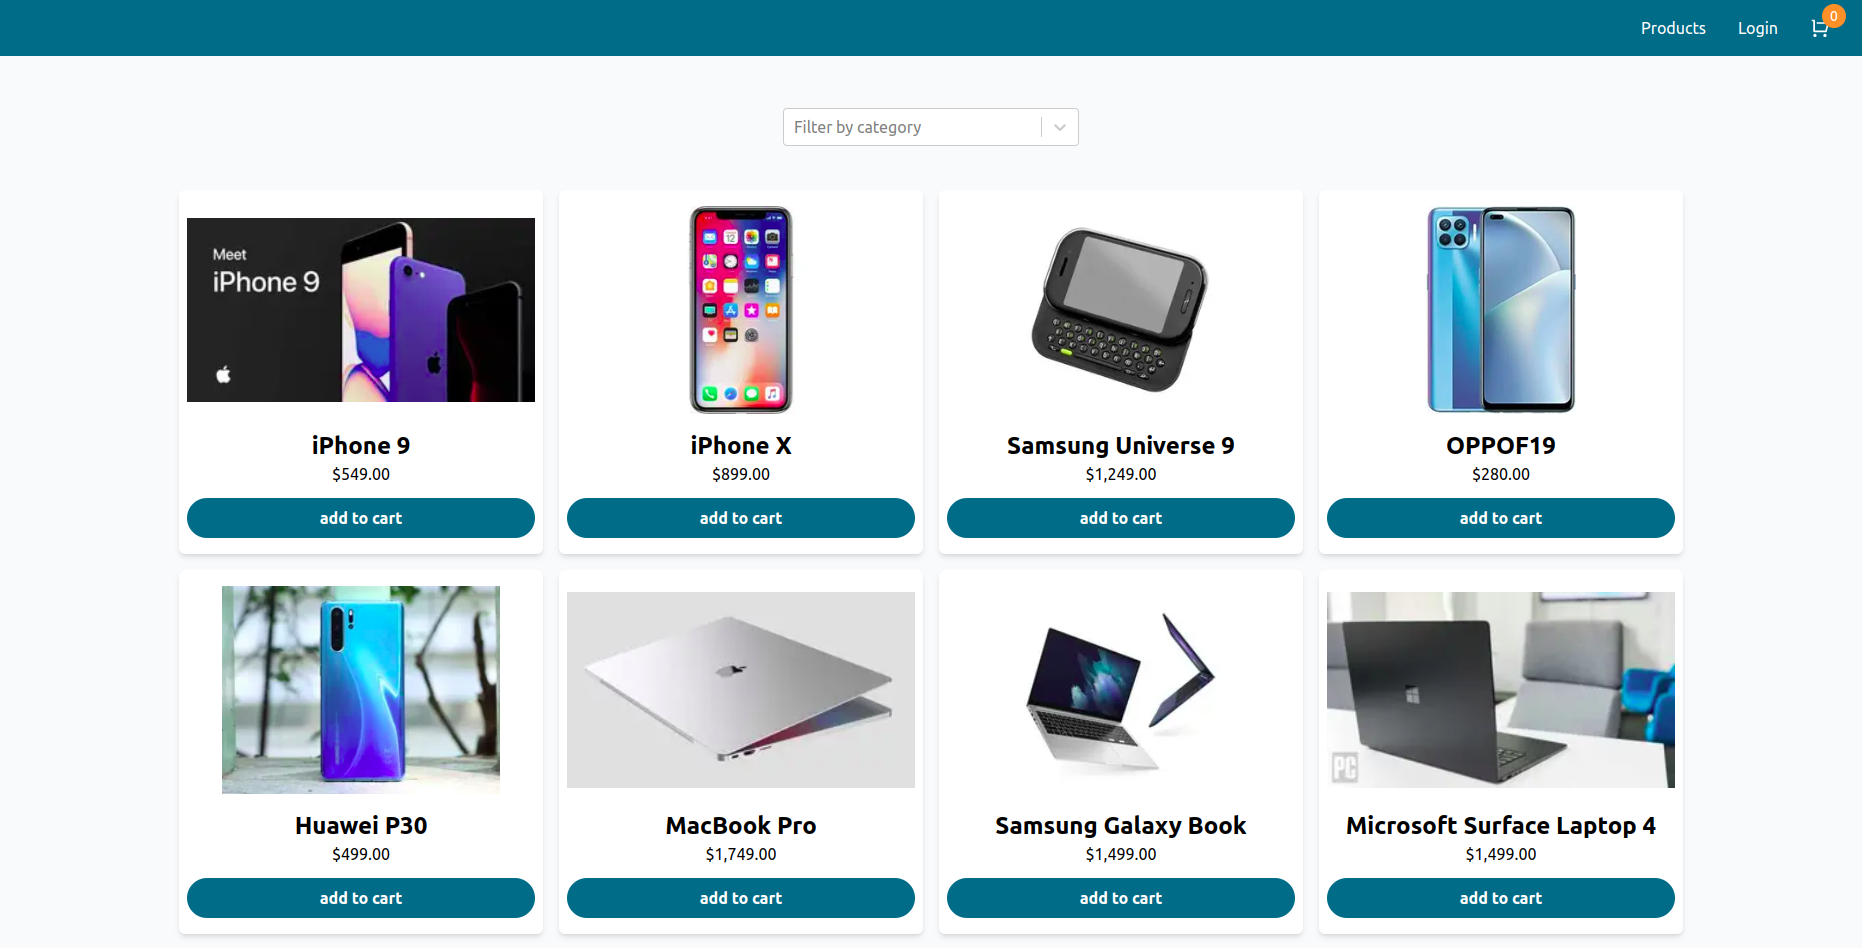 Products Login 0
Filter by category
Meet
iPhone 9
iPhone 9
$549.00
add to cart
iPhone X
$899.00
add to cart
Samsung Universe 9
$1,249.00
add to cart
OPPOF19
$280.00
add to cart
PC
Huawei P30
$499.00
add to cart
MacBook Pro
$1,749.00
add to cart
Samsung Galaxy Book
$1,499.00
add to cart
Microsoft Surface Laptop 4
$1,499.00
add to cart